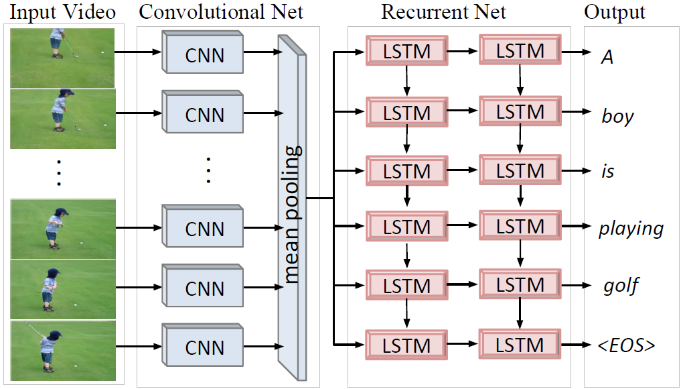 Input Video Convolutional Net Recurrent Net Output
CNN LSTM LSTM A
CNN LSTM LSTM boy
mean pooling
LSTM LSTM is
CNN LSTM LSTM playing
CNN LSTM LSTM golf
CNN LSTM LSTM <EOS>